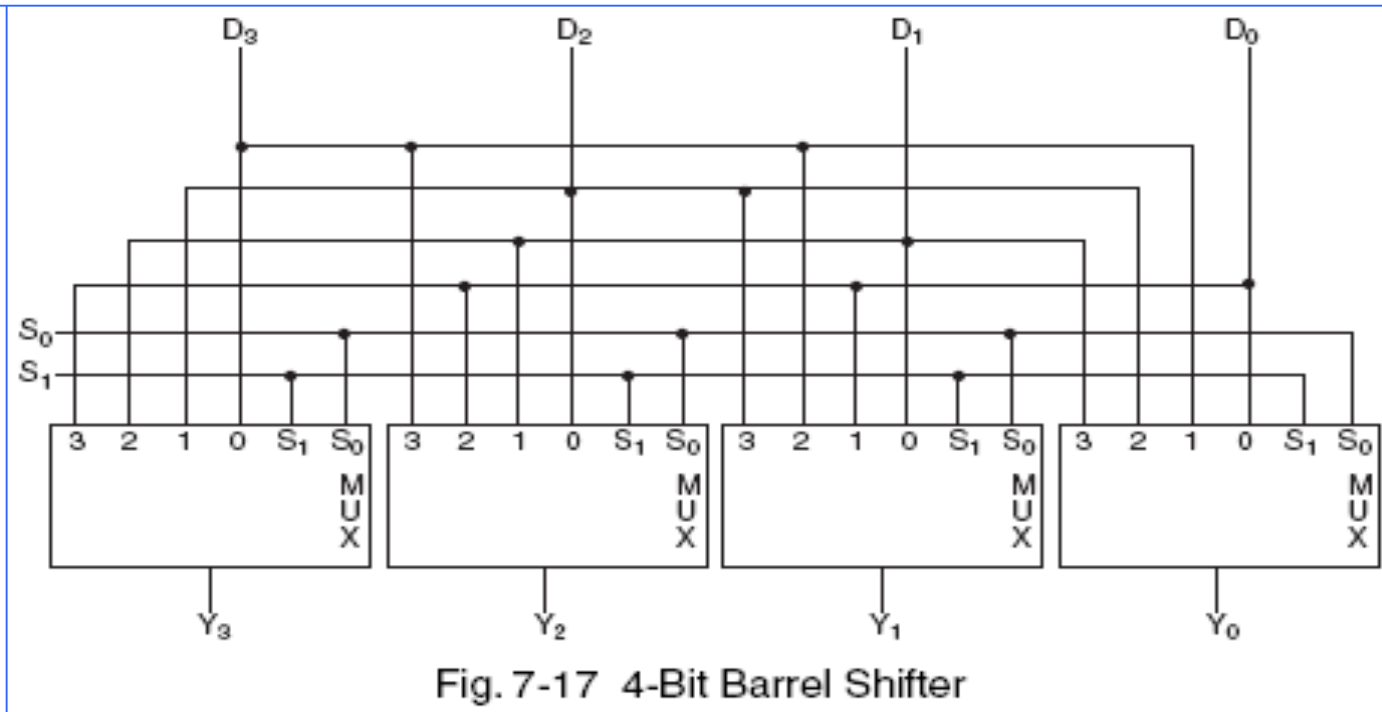 D₃ D₂ D₁ D₀
S₀
S₁
3 2 1 0 S₁ S₀ 3 2 1 0 S₁ S₀ 3 2 1 0 S₁ S₀ 3 2 1 0 S₁ S₀
M M M M
U U U U
X X X X
Y₃ Y₂ Y₁ Y₀
Fig. 7-17 4-Bit Barrel Shifter